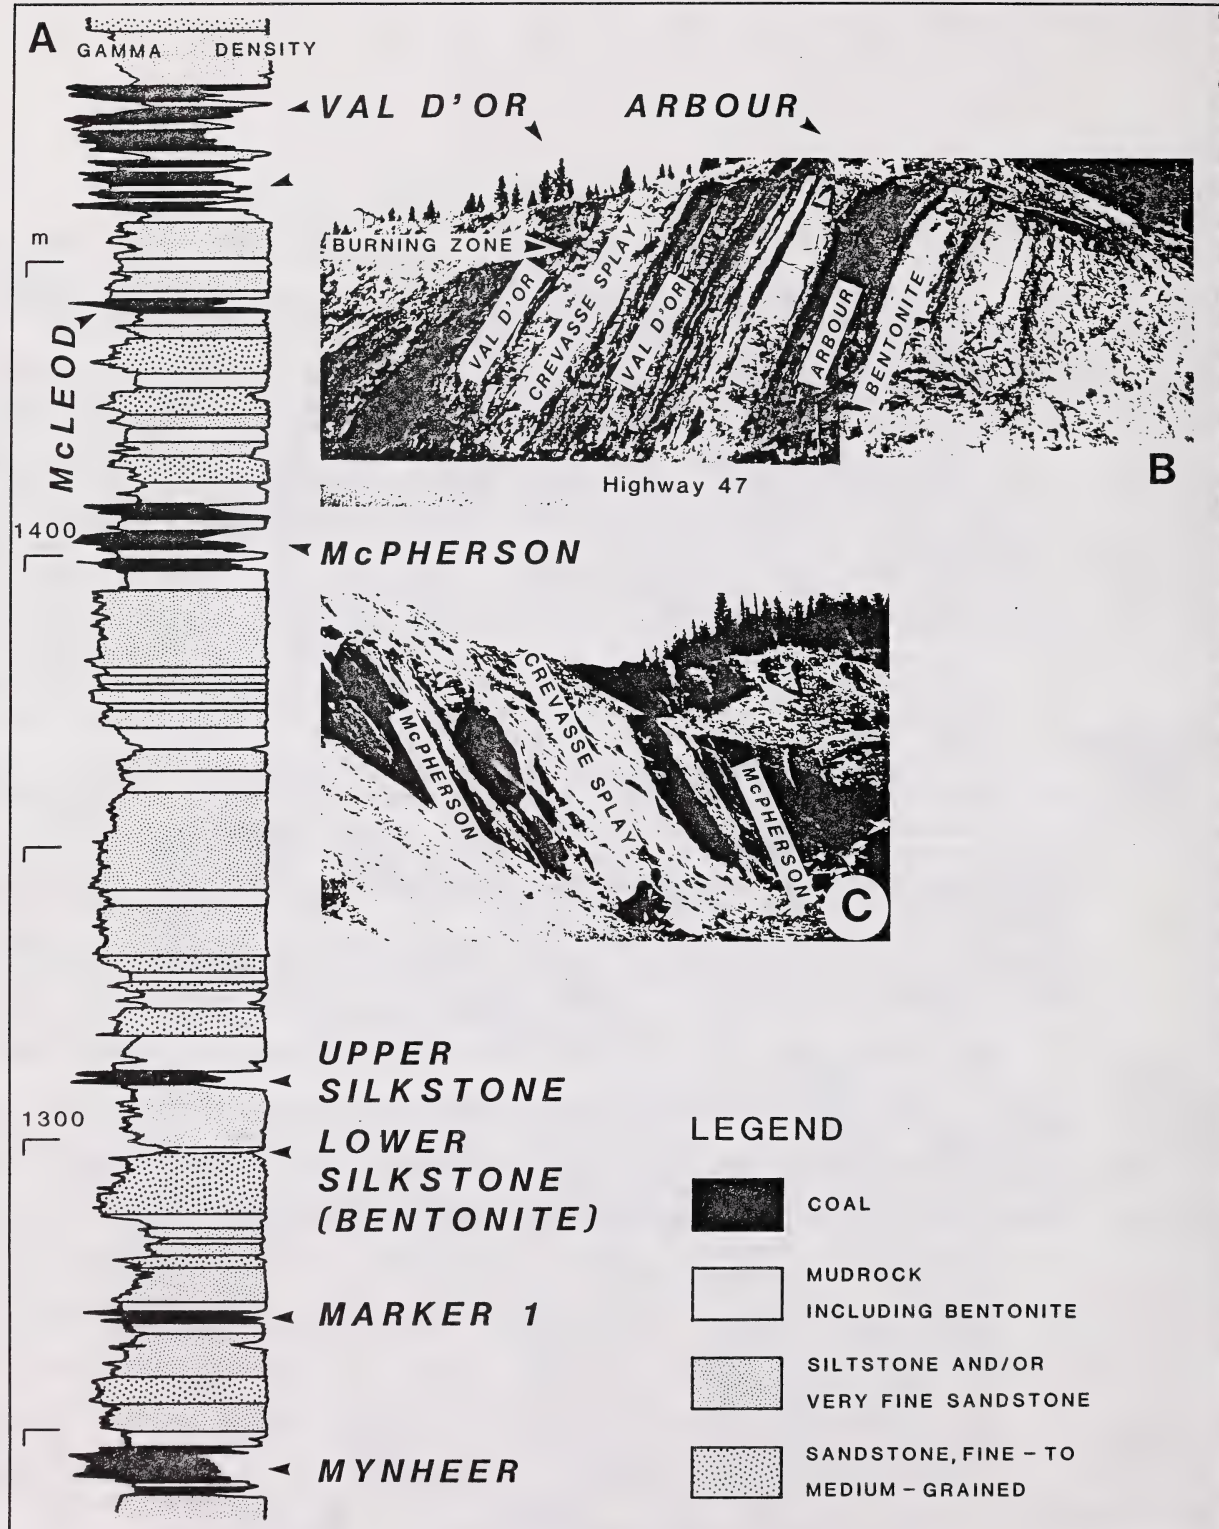 A
GAMMA DENSITY
VAL D'OR
ARBOUR
m
McLEOD
BURNING ZONE
VAL D'OR
CREVASSE SPLAY
VAL D'OR
ARBOUR
BENTONITE
B
Highway 47
1400
McPHERSON
McPHERSON
CREVASSE SPLAY
McPHERSON
C
UPPER
SILKSTONE
1300
LOWER
SILKSTONE
(BENTONITE)
MARKER 1
MYNHEER
LEGEND
COAL
MUDROCK
INCLUDING BENTONITE
SILTSTONE AND/OR
VERY FINE SANDSTONE
SANDSTONE, FINE - TO
MEDIUM - GRAINED